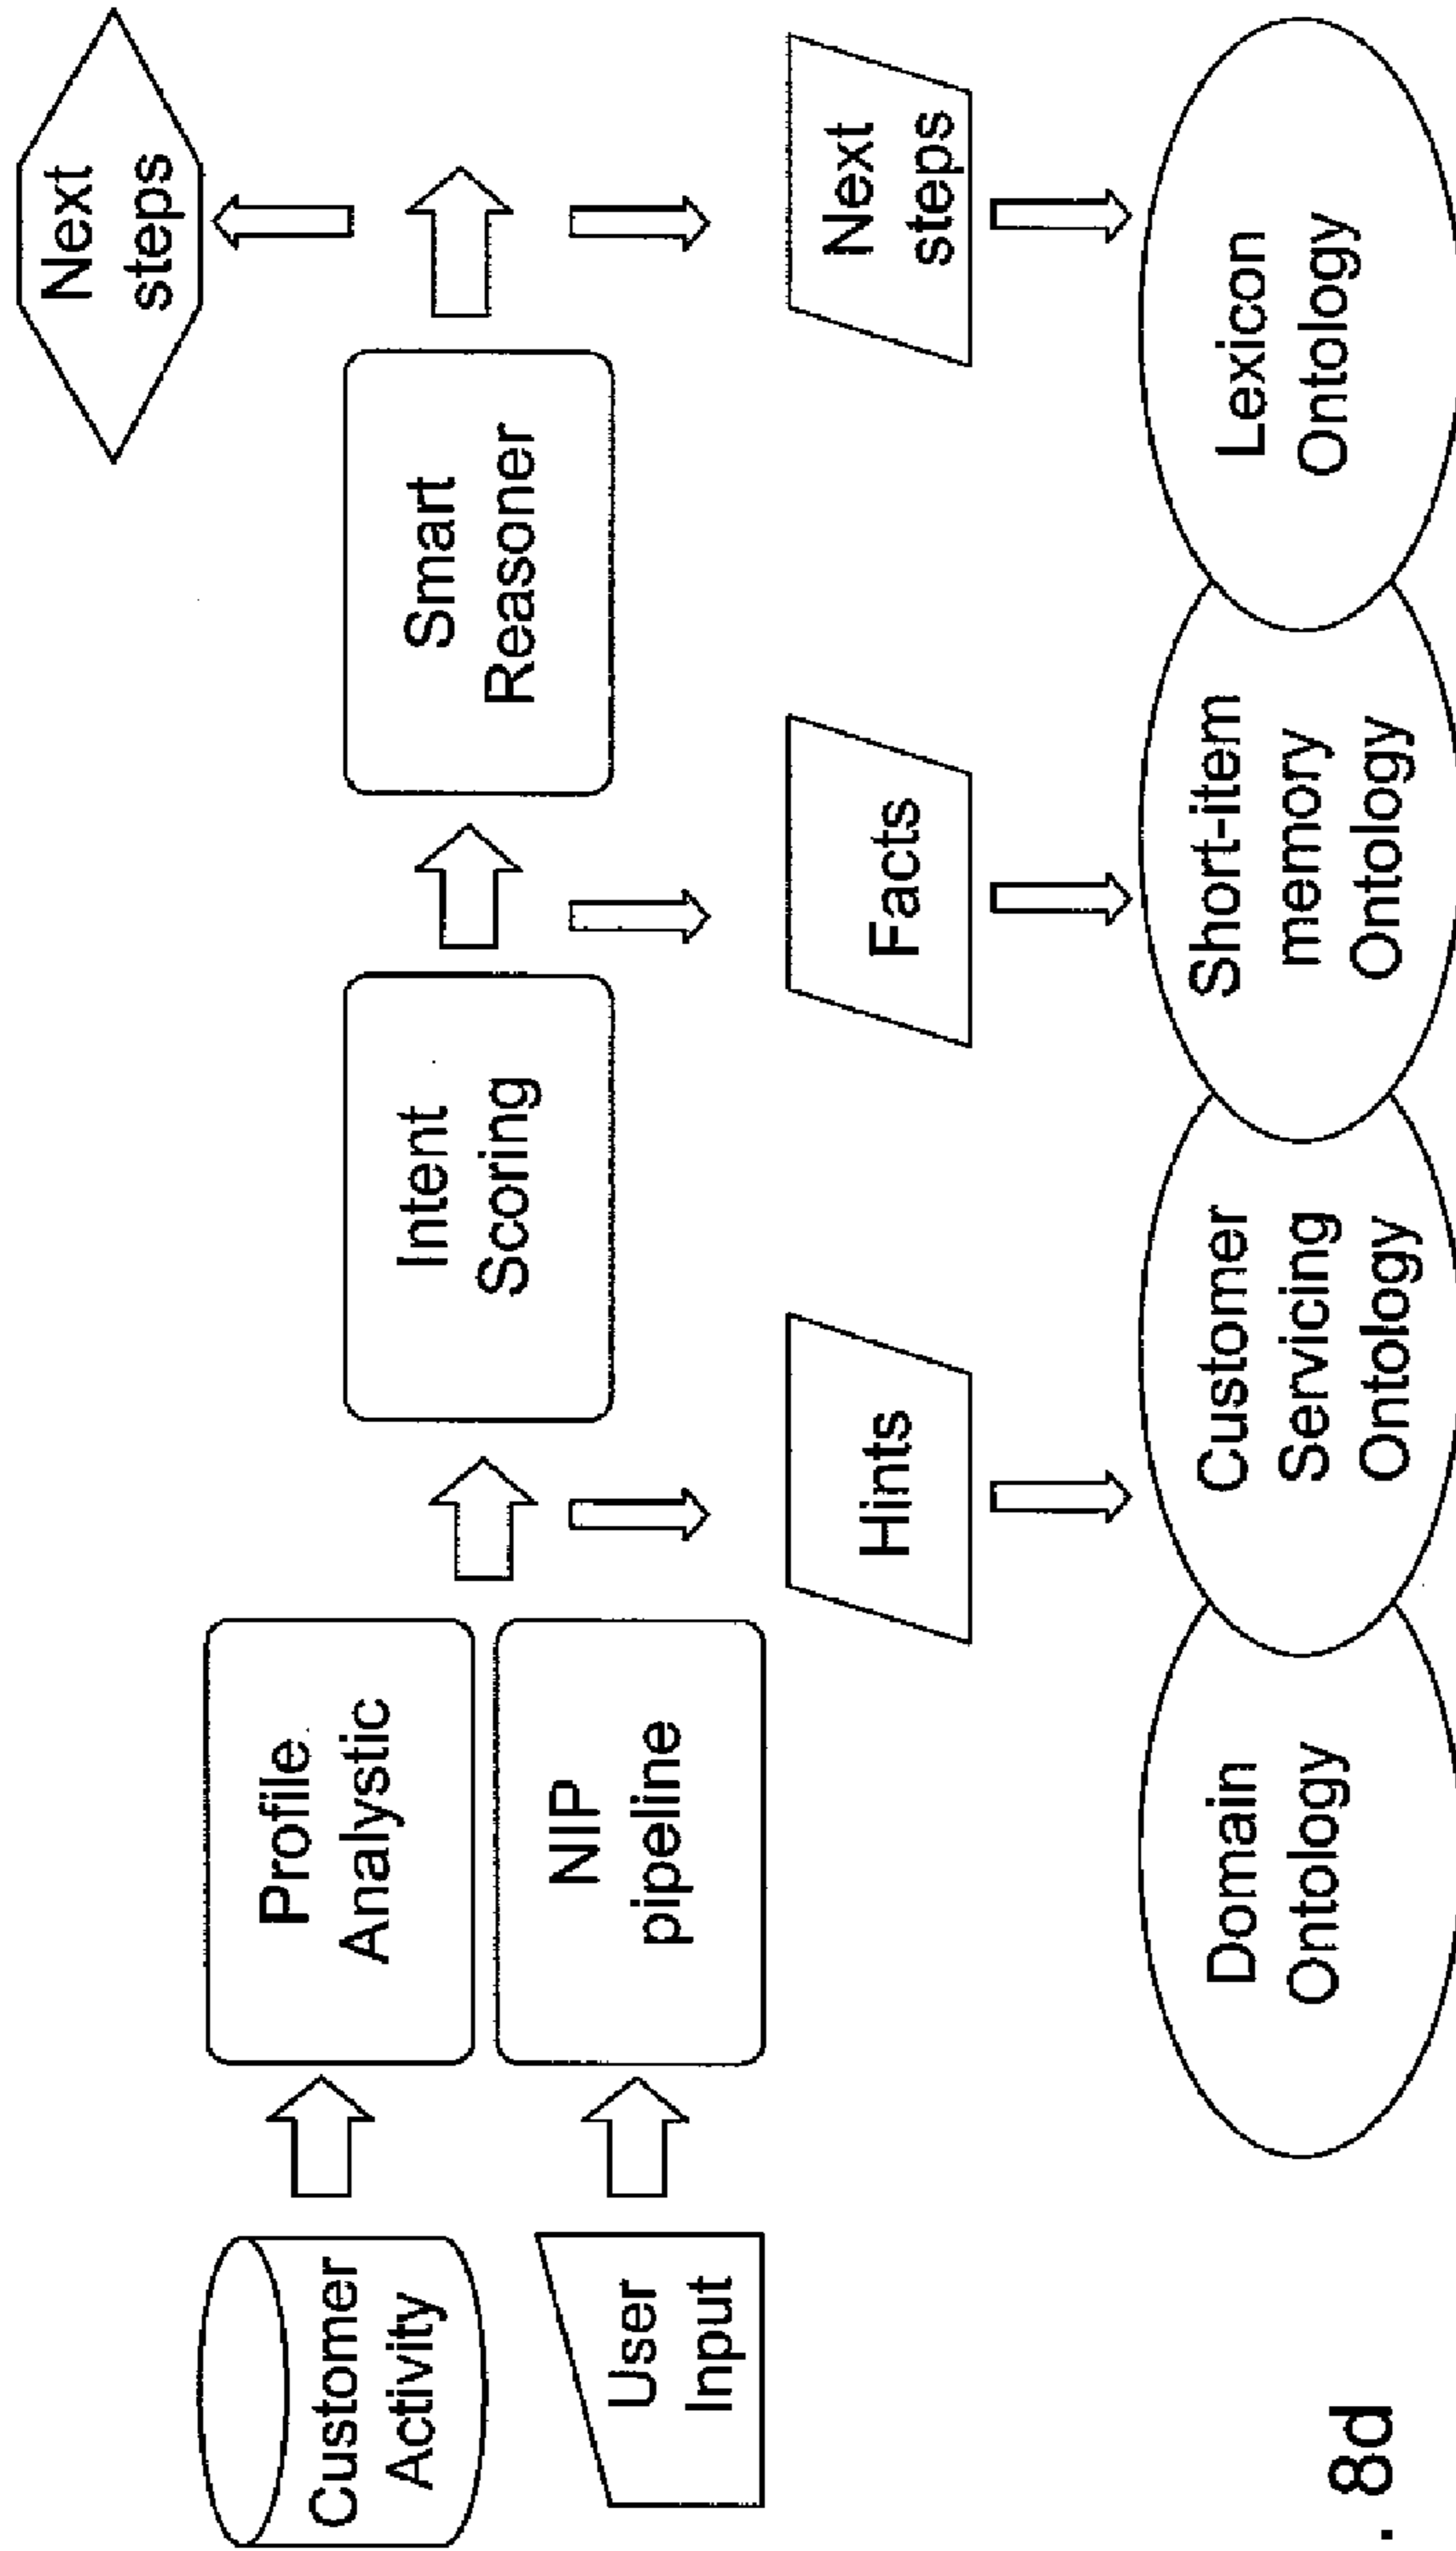 Customer
Activity
User
Input
Profile
Analystic
NIP
pipeline
Intent
Scoring
Smart
Reasoner
Next
steps
Hints
Facts
Next
steps
Domain
Ontology
Customer
Servicing
Ontology
Short-item
memory
Ontology
Lexicon
Ontology
. 8d